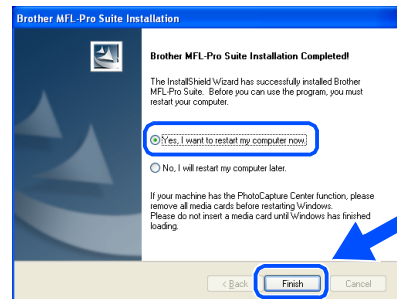 Brother MFL-Pro Suite Installation
Brother MFL-Pro Suite Installation Completed!
The InstallShield Wizard has successfully installed Brother
MFL-Pro Suite. Before you can use the program, you must
restart your computer.
Yes, I want to restart my computer now.
No, I will restart my computer later.
If your machine has the PhotoCapture Center function, please
remove all media cards before restarting Windows.
Please do not insert a media card until Windows has finished
loading.
< Back Finish Cancel